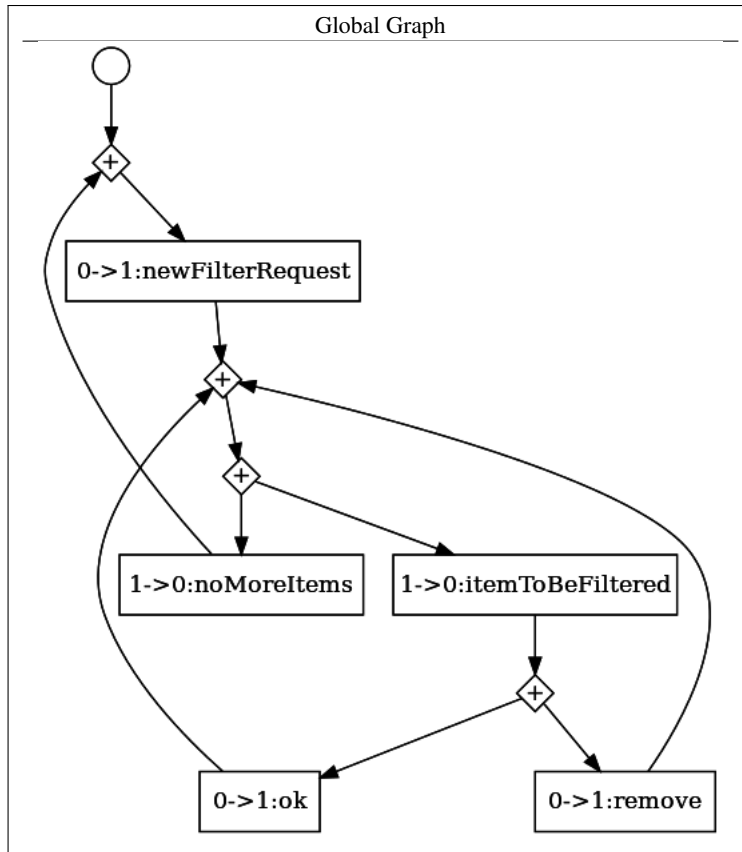 Global Graph
+
0->1:newFilterRequest
+
+
1->0:noMoreItems
1->0:itemToBeFiltered
+
0->1:ok
0->1:remove